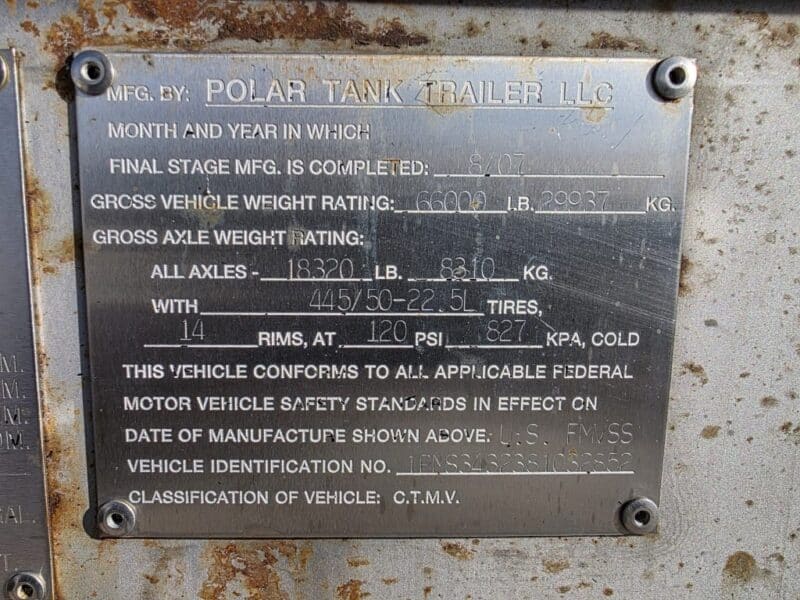 MFG. BY: POLAR TANK TRAILER LLC
MONTH AND YEAR IN WHICH
FINAL STAGE MFG. IS COMPLETED: 8/07
GROSS VEHICLE WEIGHT RATING: 66000 LB. 29937 KG.
GROSS AXLE WEIGHT RATING:
ALL AXLES - 18320 LB. 8310 KG.
WITH 445/50-22.5L TIRES,
14 RIMS, AT 120 PSI 827 KPA, COLD
THIS VEHICLE CONFORMS TO ALL APPLICABLE FEDERAL
MOTOR VEHICLE SAFETY STANDARDS IN EFFECT ON
DATE OF MANUFACTURE SHOWN ABOVE. U.S. FMVSS
VEHICLE IDENTIFICATION NO.
CLASSIFICATION OF VEHICLE: C.T.M.V.